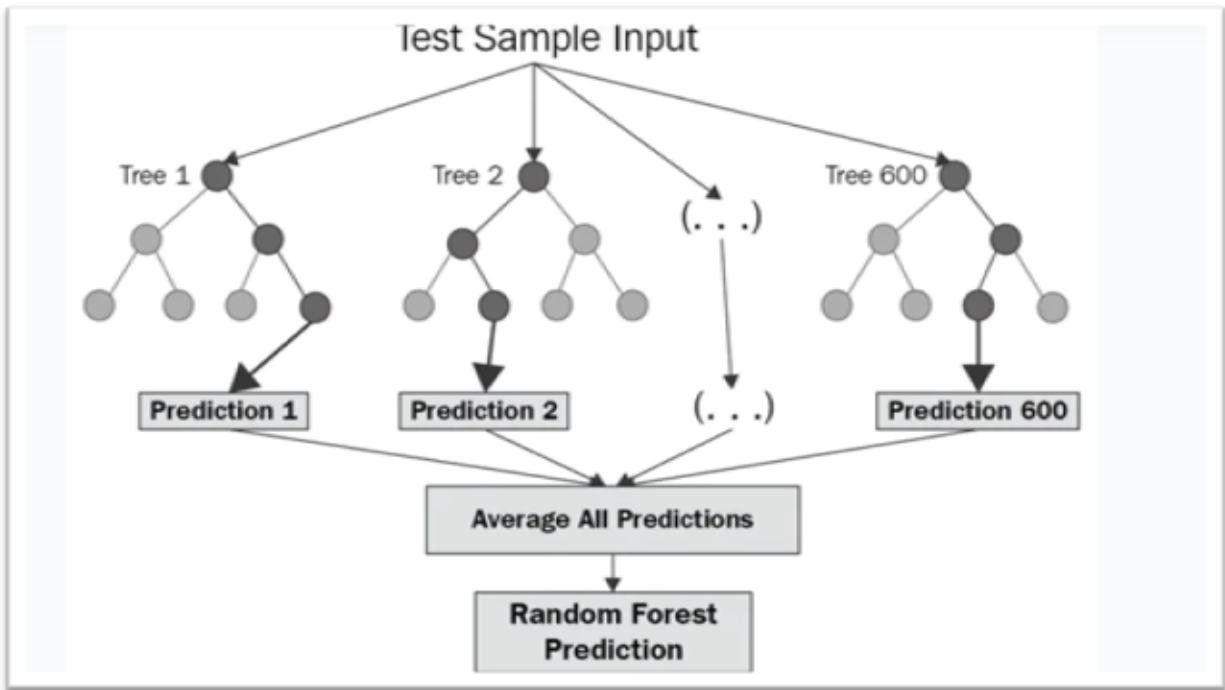 Test Sample Input
Tree 1
Tree 2
Tree 600
(. . .)
Prediction 1
Prediction 2
(. . .)
Prediction 600
Average All Predictions
Random Forest
Prediction